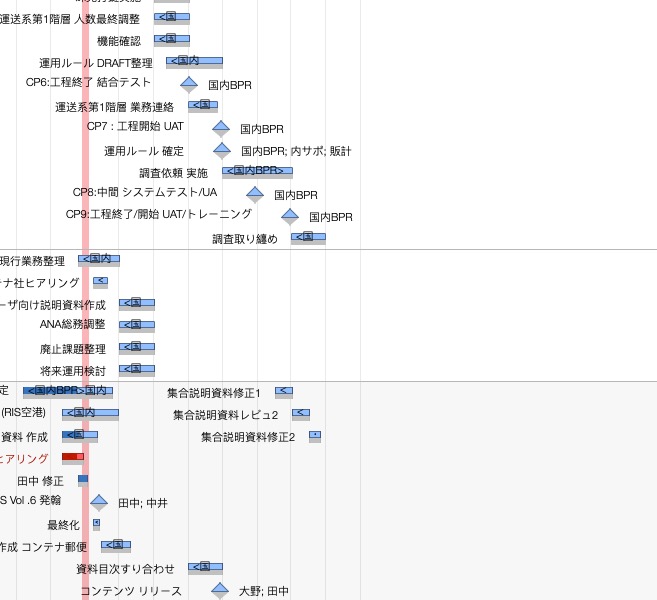 運送系第1階層 人数最終調整 <国
機能確認 <国
運用ルール DRAFT整理 <国内
CP6:工程終了 結合テスト 国内BPR
運送系第1階層 業務連絡 <国
CP7：工程開始 UAT 国内BPR
運用ルール 確定 国内BPR; 内サポ; 販計
調査依頼 実施 <国内BPR>
CP8:中間 システムテスト/UA 国内BPR
CP9:工程終了/開始 UAT/トレーニング 国内BPR
調査取り纏め <国
現行業務整理 <国内
ナ社ヒアリング <
ーザ向け説明資料作成 <国
ANA総務調整 <国
廃止課題整理 <国
将来運用検討 <国
定 <国内BPR>国内 集合説明資料修正1 <
(RIS空港) <国内 集合説明資料レビュ2 <
資料 作成 <国 集合説明資料修正2
ヒアリング
田中 修正
S Vol .6 発翰 田中; 中井
最終化
作成 コンテナ郵便 <国
資料目次すり合わせ <国
コンテンツ リリース 大野; 田中